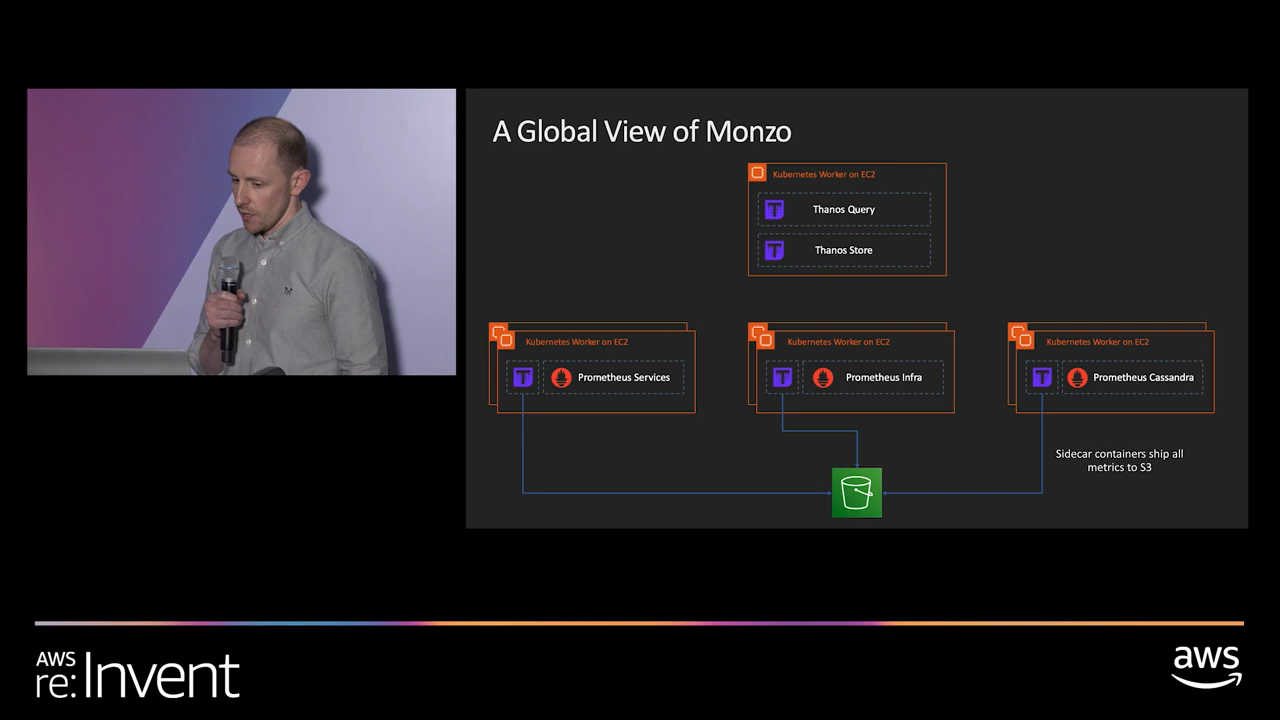 A Global View of Monzo
Kubernetes Worker on EC2
Thanos Query
Thanos Store
Kubernetes Worker on EC2
Prometheus Services
Kubernetes Worker on EC2
Prometheus Infra
Kubernetes Worker on EC2
Prometheus Cassandra
Sidecar containers ship all
metrics to S3
AWS
re:Invent
aws